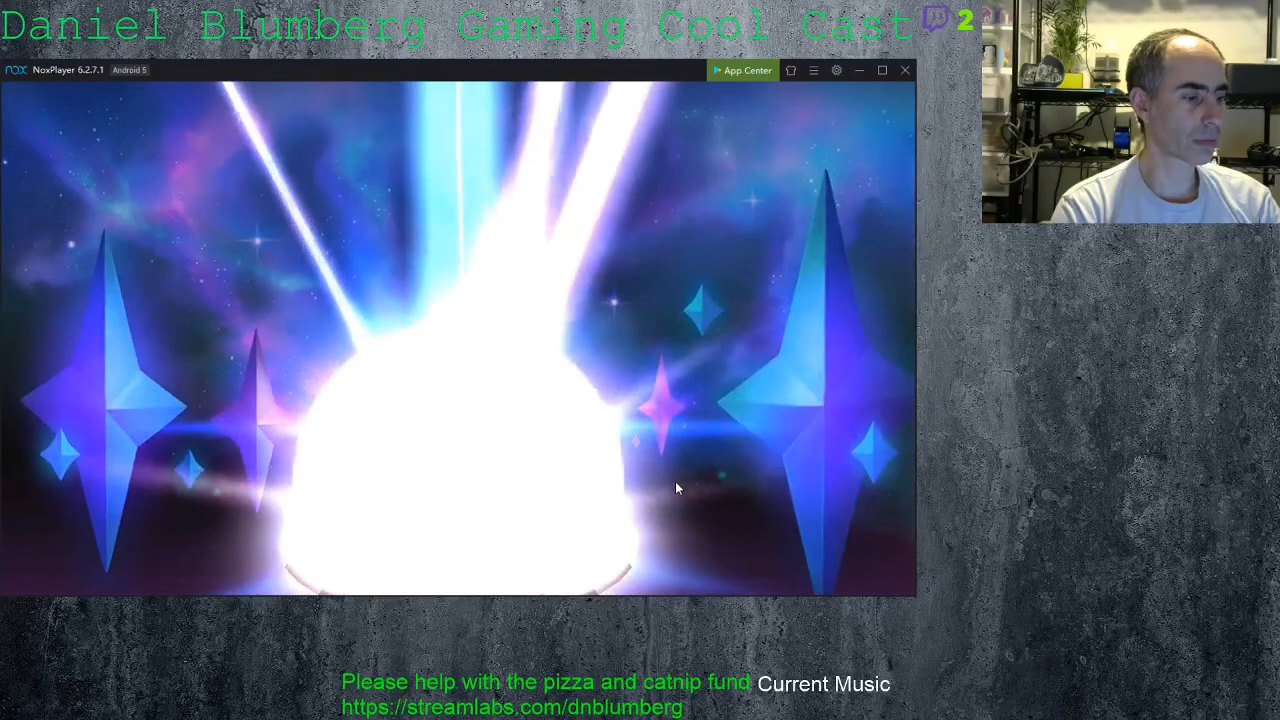 Daniel Blumberg Gaming Cool Cast 2
NoxPlayer 6.2.7.1 Android 5 App Center
Please help with the pizza and catnip fund Current Music
https://streamlabs.com/dnblumberg